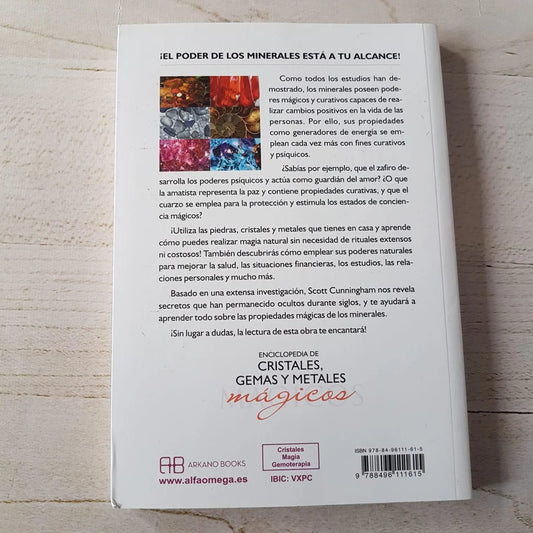 ¡EL PODER DE LOS MINERALES ESTÁ A TU ALCANCE!
Como todos los estudios han de-
mostrado, los minerales poseen pode-
res mágicos y curativos capaces de rea-
lizar cambios positivos en la vida de las
personas. Por ello, sus propiedades
como generadores de energía se em-
plean cada vez más con fines curativos
y psíquicos.
¿Sabías por ejemplo, que el zafiro de-
sarrolla los poderes psíquicos y actúa como guardián del amor? ¿O que
la amatista representa la paz y contiene propiedades curativas, y que el
cuarzo se emplea para la protección y estimula los estados de concien-
cia mágicos?
¡Utiliza las piedras, cristales y metales que tienes en casa y aprende
cómo puedes realizar magia natural sin necesidad de rituales extensos
ni costosos! También descubrirás cómo emplear sus poderes naturales
para mejorar la salud, las situaciones financieras, los estudios, las rela-
ciones personales y mucho más.
Basado en una extensa investigación, Scott Cunningham nos revela
secretos que han permanecido ocultos durante siglos, y te ayudará a
aprender todo sobre las propiedades mágicas de los minerales.
¡Sin lugar a dudas, la lectura de esta obra te encantará!
ENCICLOPEDIA DE
CRISTALES,
GEMAS Y METALES
mágicos
AB ARKANO BOOKS
www.alfaomega.es
Cristales
Magia
Gemoterapia
IBIC: VXPC
ISBN 978-84-96111-61-5
9 788496 111615